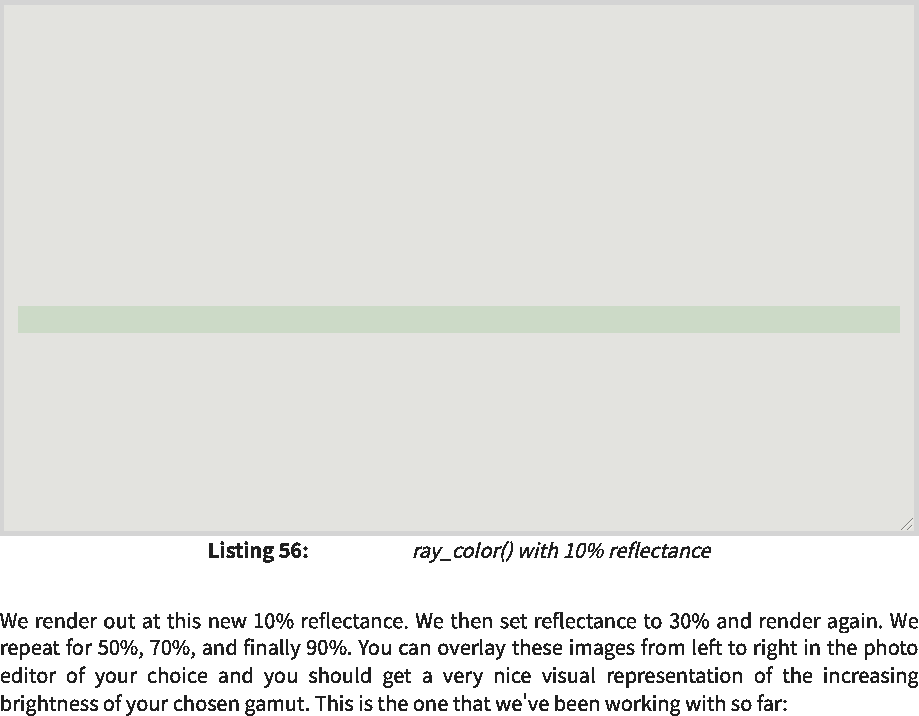 Listing 56: ray_color() with 10% reflectance
We render out at this new 10% reflectance. We then set reflectance to 30% and render again. We
repeat for 50%, 70%, and finally 90%. You can overlay these images from left to right in the photo
editor of your choice and you should get a very nice visual representation of the increasing
brightness of your chosen gamut. This is the one that we've been working with so far: